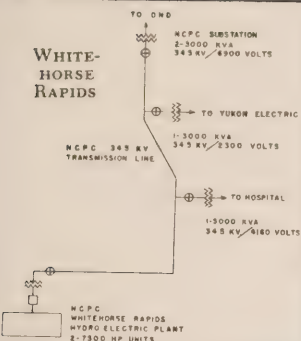 TO DND
NCPC SUBSTATION
2-3000 KVA
34.5 KV/6900 VOLTS
WHITE-
HORSE
RAPIDS
TO YUKON ELECTRIC
1-3000 KVA
34.5 KV/2300 VOLTS
NCPC 34.5 KV
TRANSMISSION LINE
TO HOSPITAL
1-5000 KVA
34.5 KV/4160 VOLTS
NCPC
WHITEHORSE RAPIDS
HYDRO ELECTRIC PLANT
2-7500 HP UNITS